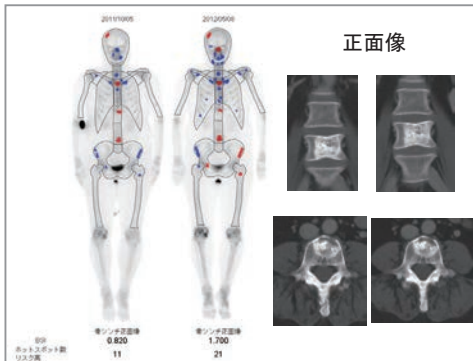 2011/10/05 2012/05/08
正面像
骨シンチ正面像 骨シンチ正面像
BSI 0.820 1.700
ホットスポット数
リスク高 11 21